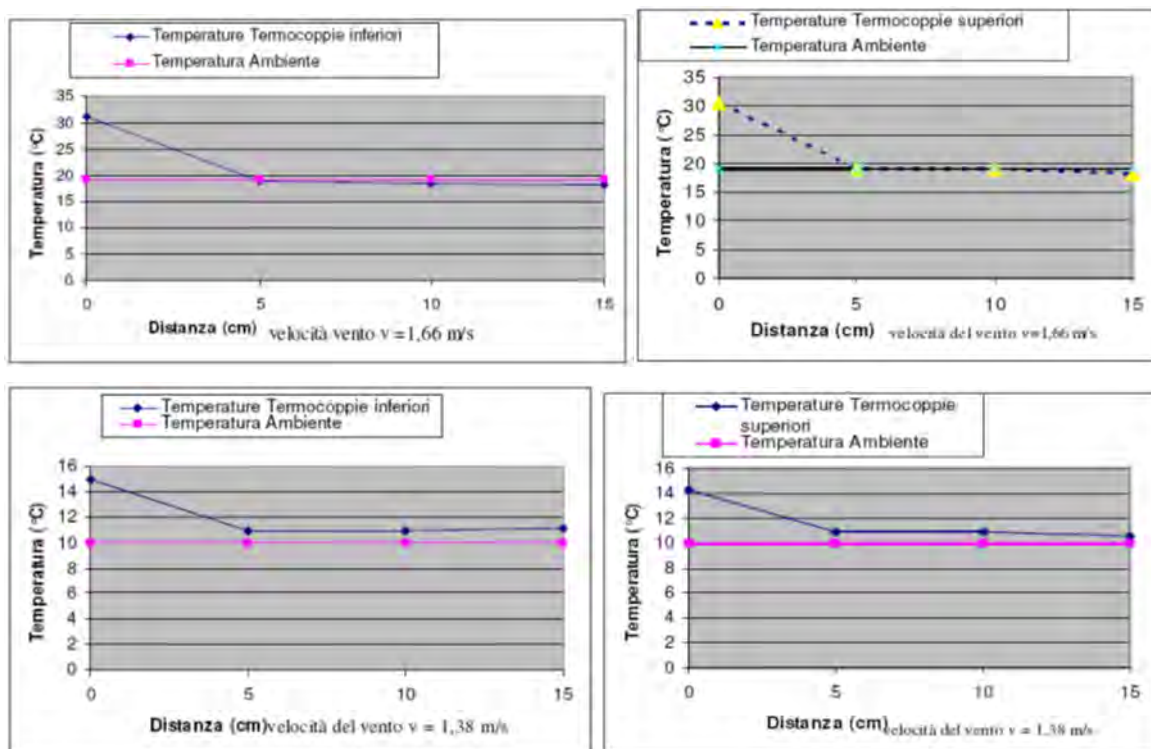 Temperature Termocoppie inferiori
Temperatura Ambiente
Temperatura (°C)
35
30
25
20
15
10
5
0
0 5 10 15
Distanza (cm) velocità vento v = 1,66 m/s
Temperature Termocoppie superiori
Temperatura Ambiente
Temperatura (°C)
35
30
25
20
15
10
5
0
0 5 10 15
Distanza (cm) velocità del vento v=1,66 m/s
Temperature Termocoppie inferiori
Temperatura Ambiente
Temperatura (°C)
16
14
12
10
8
6
4
2
0
0 5 10 15
Distanza (cm) velocità del vento v = 1,38 m/s
Temperature Termocoppie
superiori
Temperatura Ambiente
Temperatura (°C)
16
14
12
10
8
6
4
2
0
0 5 10 15
Distanza (cm) velocità del vento v = 1,38 m/s